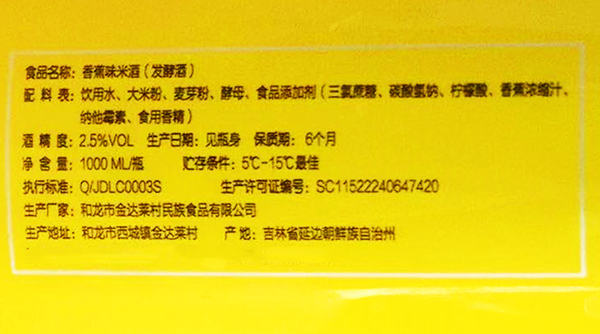 食品名称：香蕉味米酒（发酵酒）
配 料 表：饮用水、大米粉、麦芽粉、酵母、食品添加剂（三氯蔗糖、碳酸氢钠、柠檬酸、香蕉浓缩汁、
纳他霉素、食用香精）
酒 精 度：2.5%VOL 生产日期：见瓶身 保质期：6个月
净 含 量：1000 ML/瓶 贮存条件：5℃-15℃最佳
执行标准：Q/JDLC0003S 生产许可证编号：SC11522240647420
生产厂家：和龙市金达莱村民族食品有限公司
生产地址：和龙市西城镇金达莱村 产 地：吉林省延边朝鲜族自治州